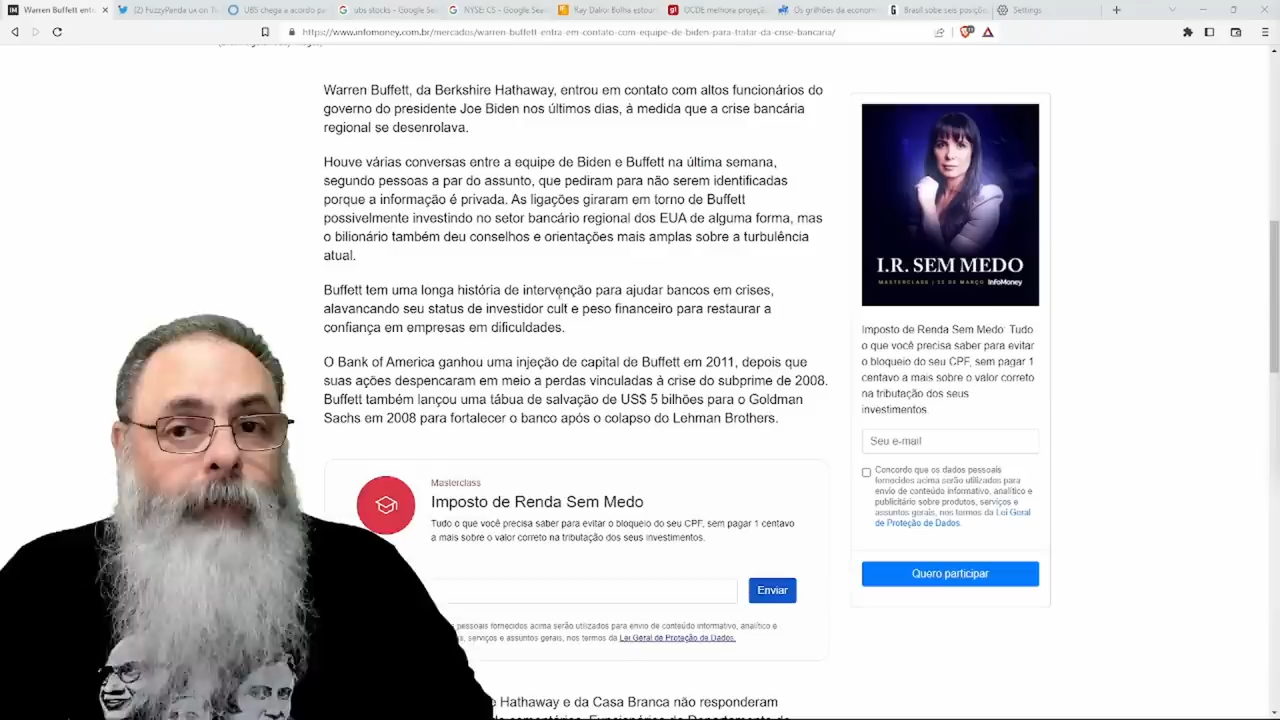 Warren Buffett ent
(2) FuzzyPanda ux on Tw
UBS chega a acordo pa
ubs stocks - Google Sea
NYSE: CS - Google Sear
Ray Dalio: Bolha estour
OCDE melhora projeçã
Os grilhões da econom
Brasil sobe seis posiçõ
Settings
https://www.infomoney.com.br/mercados/warren-buffett-entra-em-contato-com-equipe-de-biden-para-tratar-da-crise-bancaria/
Warren Buffett, da Berkshire Hathaway, entrou em contato com altos funcionários do
governo do presidente Joe Biden nos últimos dias, à medida que a crise bancária
regional se desenrolava.
Houve várias conversas entre a equipe de Biden e Buffett na última semana,
segundo pessoas a par do assunto, que pediram para não serem identificadas
porque a informação é privada. As ligações giraram em torno de Buffett
possivelmente investindo no setor bancário regional dos EUA de alguma forma, mas
o bilionário também deu conselhos e orientações mais amplas sobre a turbulência
atual.
Buffett tem uma longa história de intervenção para ajudar bancos em crises,
alavancando seu status de investidor cult e peso financeiro para restaurar a
confiança em empresas em dificuldades.
O Bank of America ganhou uma injeção de capital de Buffett em 2011, depois que
suas ações despencaram em meio a perdas vinculadas à crise do subprime de 2008.
Buffett também lançou uma tábua de salvação de US$ 5 bilhões para o Goldman
Sachs em 2008 para fortalecer o banco após o colapso do Lehman Brothers.
Masterclass
Imposto de Renda Sem Medo
Tudo o que você precisa saber para evitar o bloqueio do seu CPF, sem pagar 1 centavo
a mais sobre o valor correto na tributação dos seus investimentos.
Enviar
pessoais fornecidos acima serão utilizados para envio de conteúdo informativo, analítico e
serviços e assuntos gerais, nos termos da Lei Geral de Proteção de Dados.
Hathaway e da Casa Branca não responderam
I.R. SEM MEDO
MASTERCLASS | 22 DE MARÇO InfoMoney
Imposto de Renda Sem Medo: Tudo
o que você precisa saber para evitar
o bloqueio do seu CPF, sem pagar 1
centavo a mais sobre o valor correto
na tributação dos seus
investimentos.
Seu e-mail
Concordo que os dados pessoais
fornecidos acima serão utilizados para
envio de conteúdo informativo, analítico e
publicitário sobre produtos, serviços e
assuntos gerais, nos termos da Lei Geral
de Proteção de Dados.
Quero participar